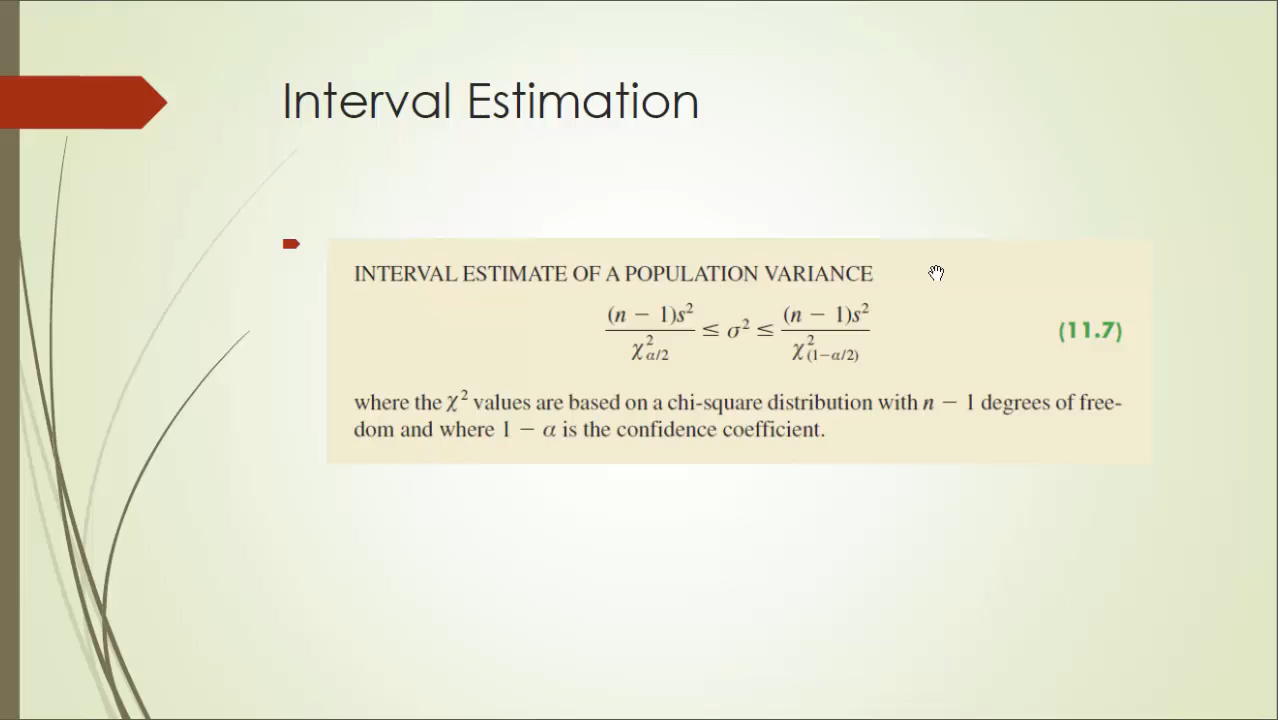 Interval Estimation
INTERVAL ESTIMATE OF A POPULATION VARIANCE
(n − 1)s² / χ²α/2 ≤ σ² ≤ (n − 1)s² / χ²(1−α/2)
(11.7)
where the χ² values are based on a chi-square distribution with n − 1 degrees of free-
dom and where 1 − α is the confidence coefficient.